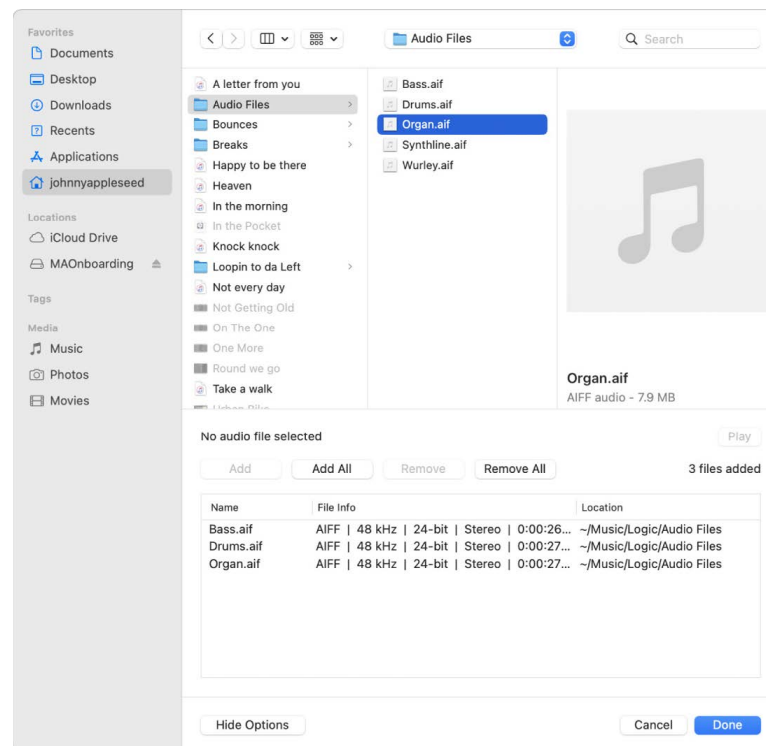 Favorites
Documents
Desktop
Downloads
Recents
Applications
johnnyappleseed
Locations
iCloud Drive
MAOnboarding
Tags
Media
Music
Photos
Movies
Audio Files
Search
A letter from you
Audio Files
Bounces
Breaks
Happy to be there
Heaven
In the morning
In the Pocket
Knock knock
Loopin to da Left
Not every day
Not Getting Old
On The One
One More
Round we go
Take a walk
Bass.aif
Drums.aif
Organ.aif
Synthline.aif
Wurley.aif
Organ.aif
AIFF audio - 7.9 MB
No audio file selected
Play
Add
Add All
Remove
Remove All
3 files added
Name File Info Location
Bass.aif AIFF | 48 kHz | 24-bit | Stereo | 0:00:26... ~/Music/Logic/Audio Files
Drums.aif AIFF | 48 kHz | 24-bit | Stereo | 0:00:27... ~/Music/Logic/Audio Files
Organ.aif AIFF | 48 kHz | 24-bit | Stereo | 0:00:27... ~/Music/Logic/Audio Files
Hide Options
Cancel
Done